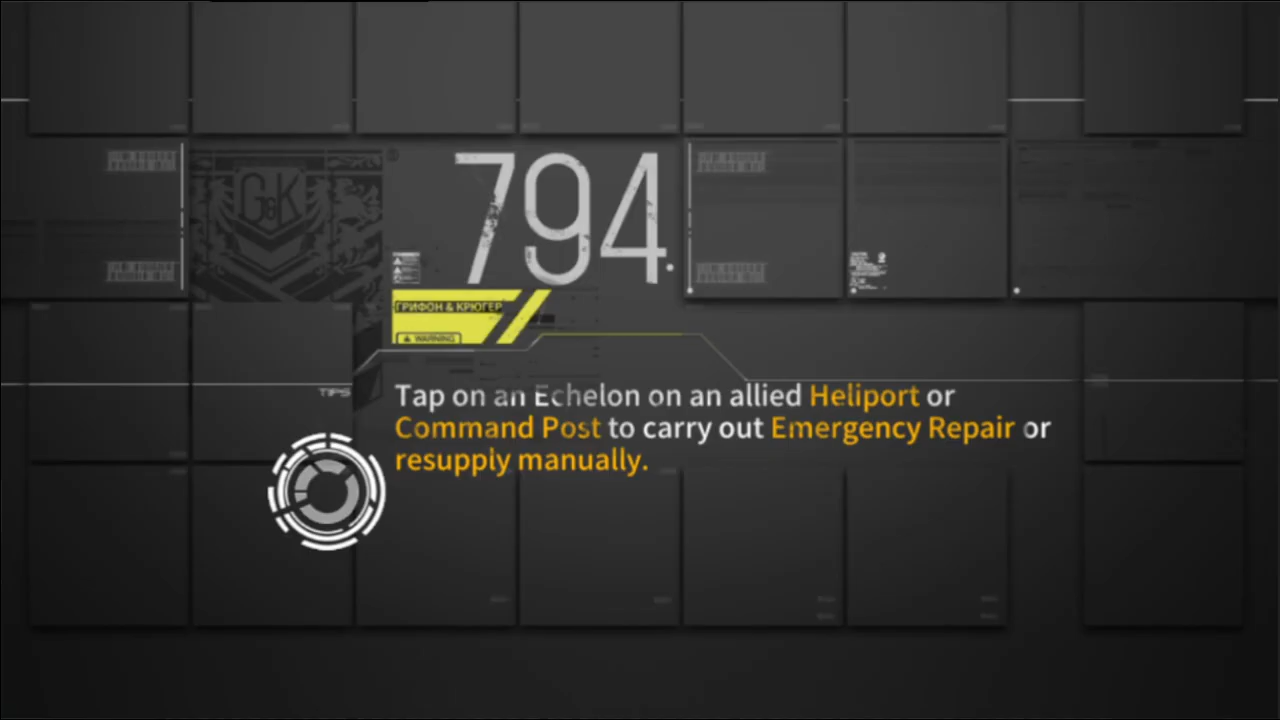 G&K
794.
ГРИФОН & КРЮГЕР
WARNING
TIPS
Tap on an Echelon on an allied Heliport or
Command Post to carry out Emergency Repair or
resupply manually.